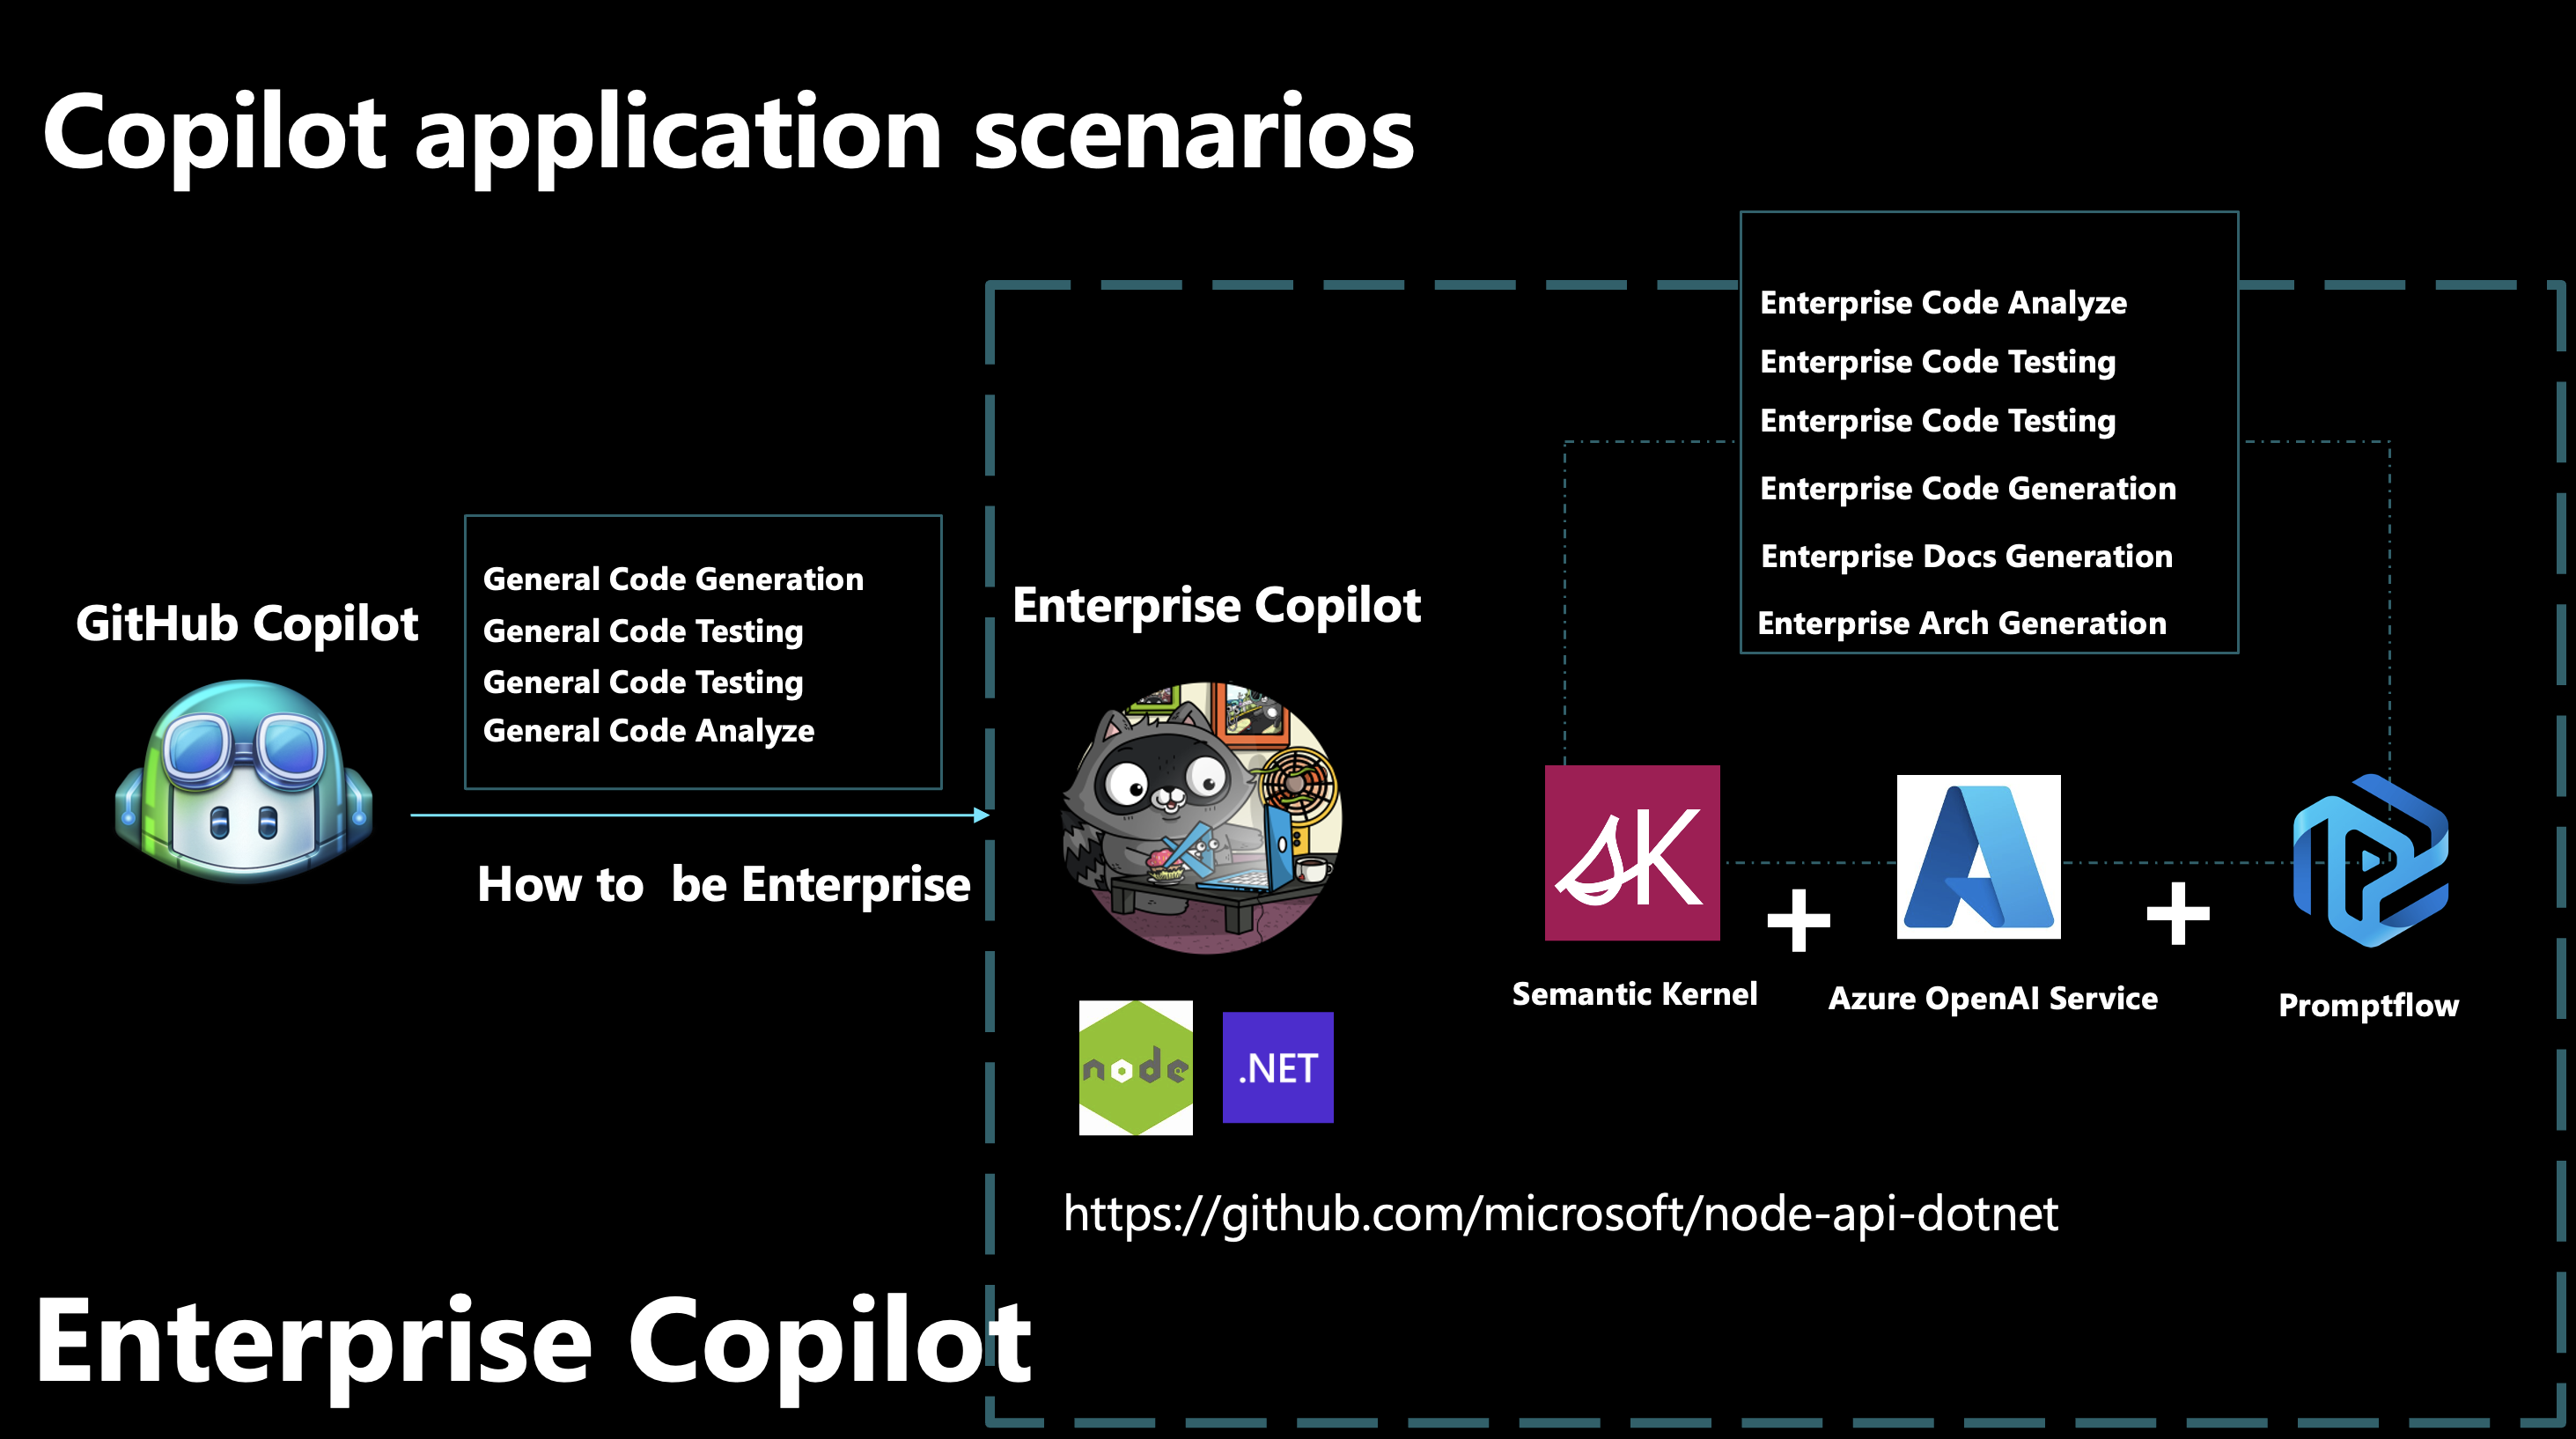 Copilot application scenarios
GitHub Copilot
General Code Generation
General Code Testing
General Code Testing
General Code Analyze
How to  be Enterprise
Enterprise Copilot
Enterprise Code Analyze
Enterprise Code Testing
Enterprise Code Testing
Enterprise Code Generation
Enterprise Docs Generation
Enterprise Arch Generation
SK
+
+
Semantic Kernel
Azure OpenAI Service
Promptflow
node
.NET
https://github.com/microsoft/node-api-dotnet
Enterprise Copilot